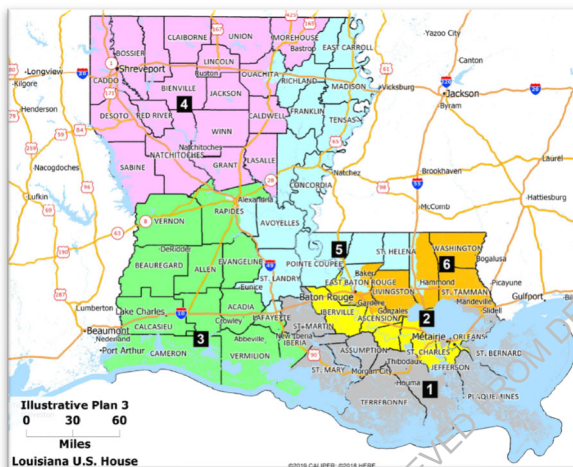 CLAIBORNE
UNION
MOREHOUSE
Bastrop
EAST CARROLL
Yazoo City
BOSSIER
LINCOLN
Ruston
OUACHITA
RICHLAND
MADISON
Vicksburg
Canton
Longview
Kilgore
Shreveport
CADDO
BIENVILLE
JACKSON
Jackson
Byram
Henderson
DESOTO
RED RIVER
4
CALDWELL
FRANKLIN
TENSAS
WINN
Nacogdoches
SABINE
NATCHITOCHES
Natchitoches
GRANT
LASALLE
Natchez
Brookhaven
Laurel
CONCORDIA
McComb
Hattiesburg
Lufkin
VERNON
RAPIDES
Alexandria
AVOYELLES
DeRidder
BEAUREGARD
ALLEN
EVANGELINE
ST. LANDRY
Eunice
POINTE COUPEE
5
ST. HELENA
WASHINGTON
Bogalusa
6
Baker
EAST BATON ROUGE
LIVINGSTON
Hammond
ST. TAMMANY
Picayune
Mandeville
Slidell
Gulfport
Lumberton
Lake Charles
ACADIA
Crowley
LAFAYETTE
Baton Rouge
IBERVILLE
Gardere
Gonzales
ASCENSION
2
Beaumont
Nederland
Port Arthur
CALCASIEU
3
CAMERON
Abbeville
VERMILION
ST. MARTIN
New Iberia
IBERIA
ASSUMPTION
Thibodaux
Metairie
ORLEANS
CHARLES
JEFFERSON
ST. BERNARD
ST. MARY
Morgan City
Houma
1
TERREBONNE
PLAQUEMINES
Illustrative Plan 3
0 30 60
Miles
Louisiana U.S. House
©2019 CALIPER; ©2018 HERE